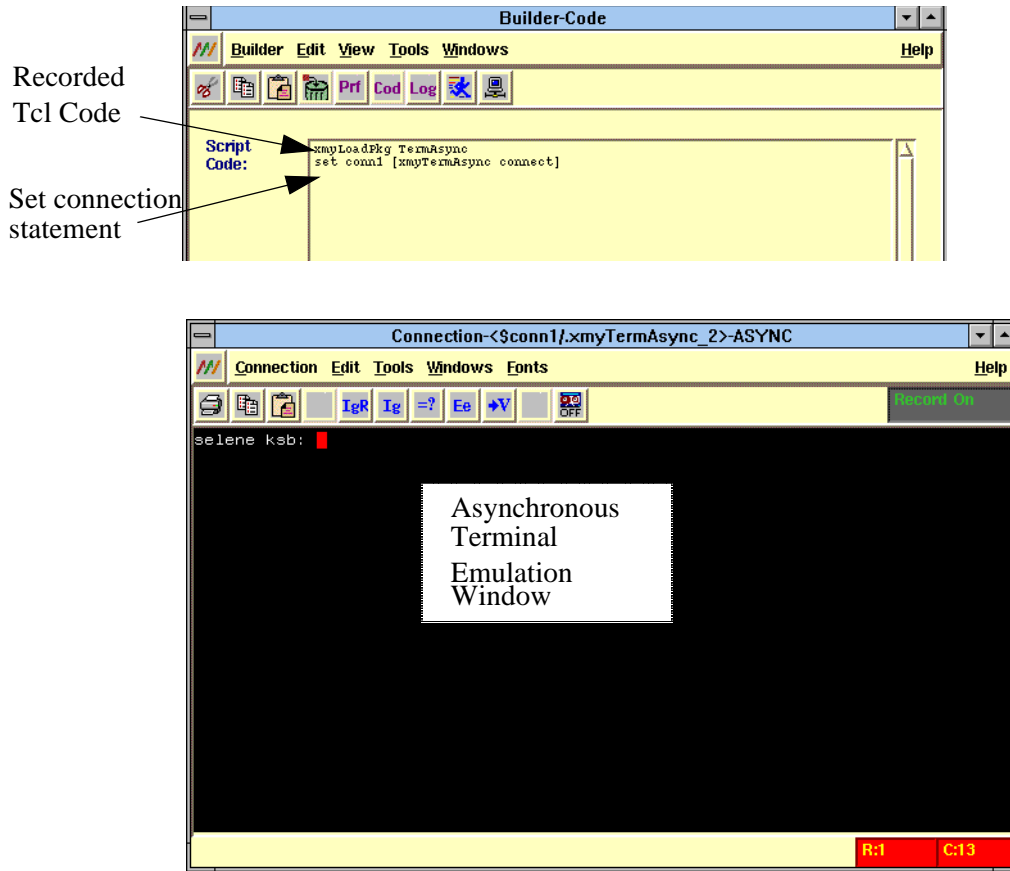 Builder-Code
Builder Edit View Tools Windows Help
Prf Cod Log
Recorded
Tcl Code
Script
Code:
xmyLoadPkg TermAsync
set conn1 [xmyTermAsync connect]
Set connection
statement
Connection-<$conn1/.xmyTermAsync_2>-ASYNC
Connection Edit Tools Windows Fonts Help
IgR Ig =? Ee →V OFF
Record On
selene ksb:
Asynchronous
Terminal
Emulation
Window
R:1 C:13